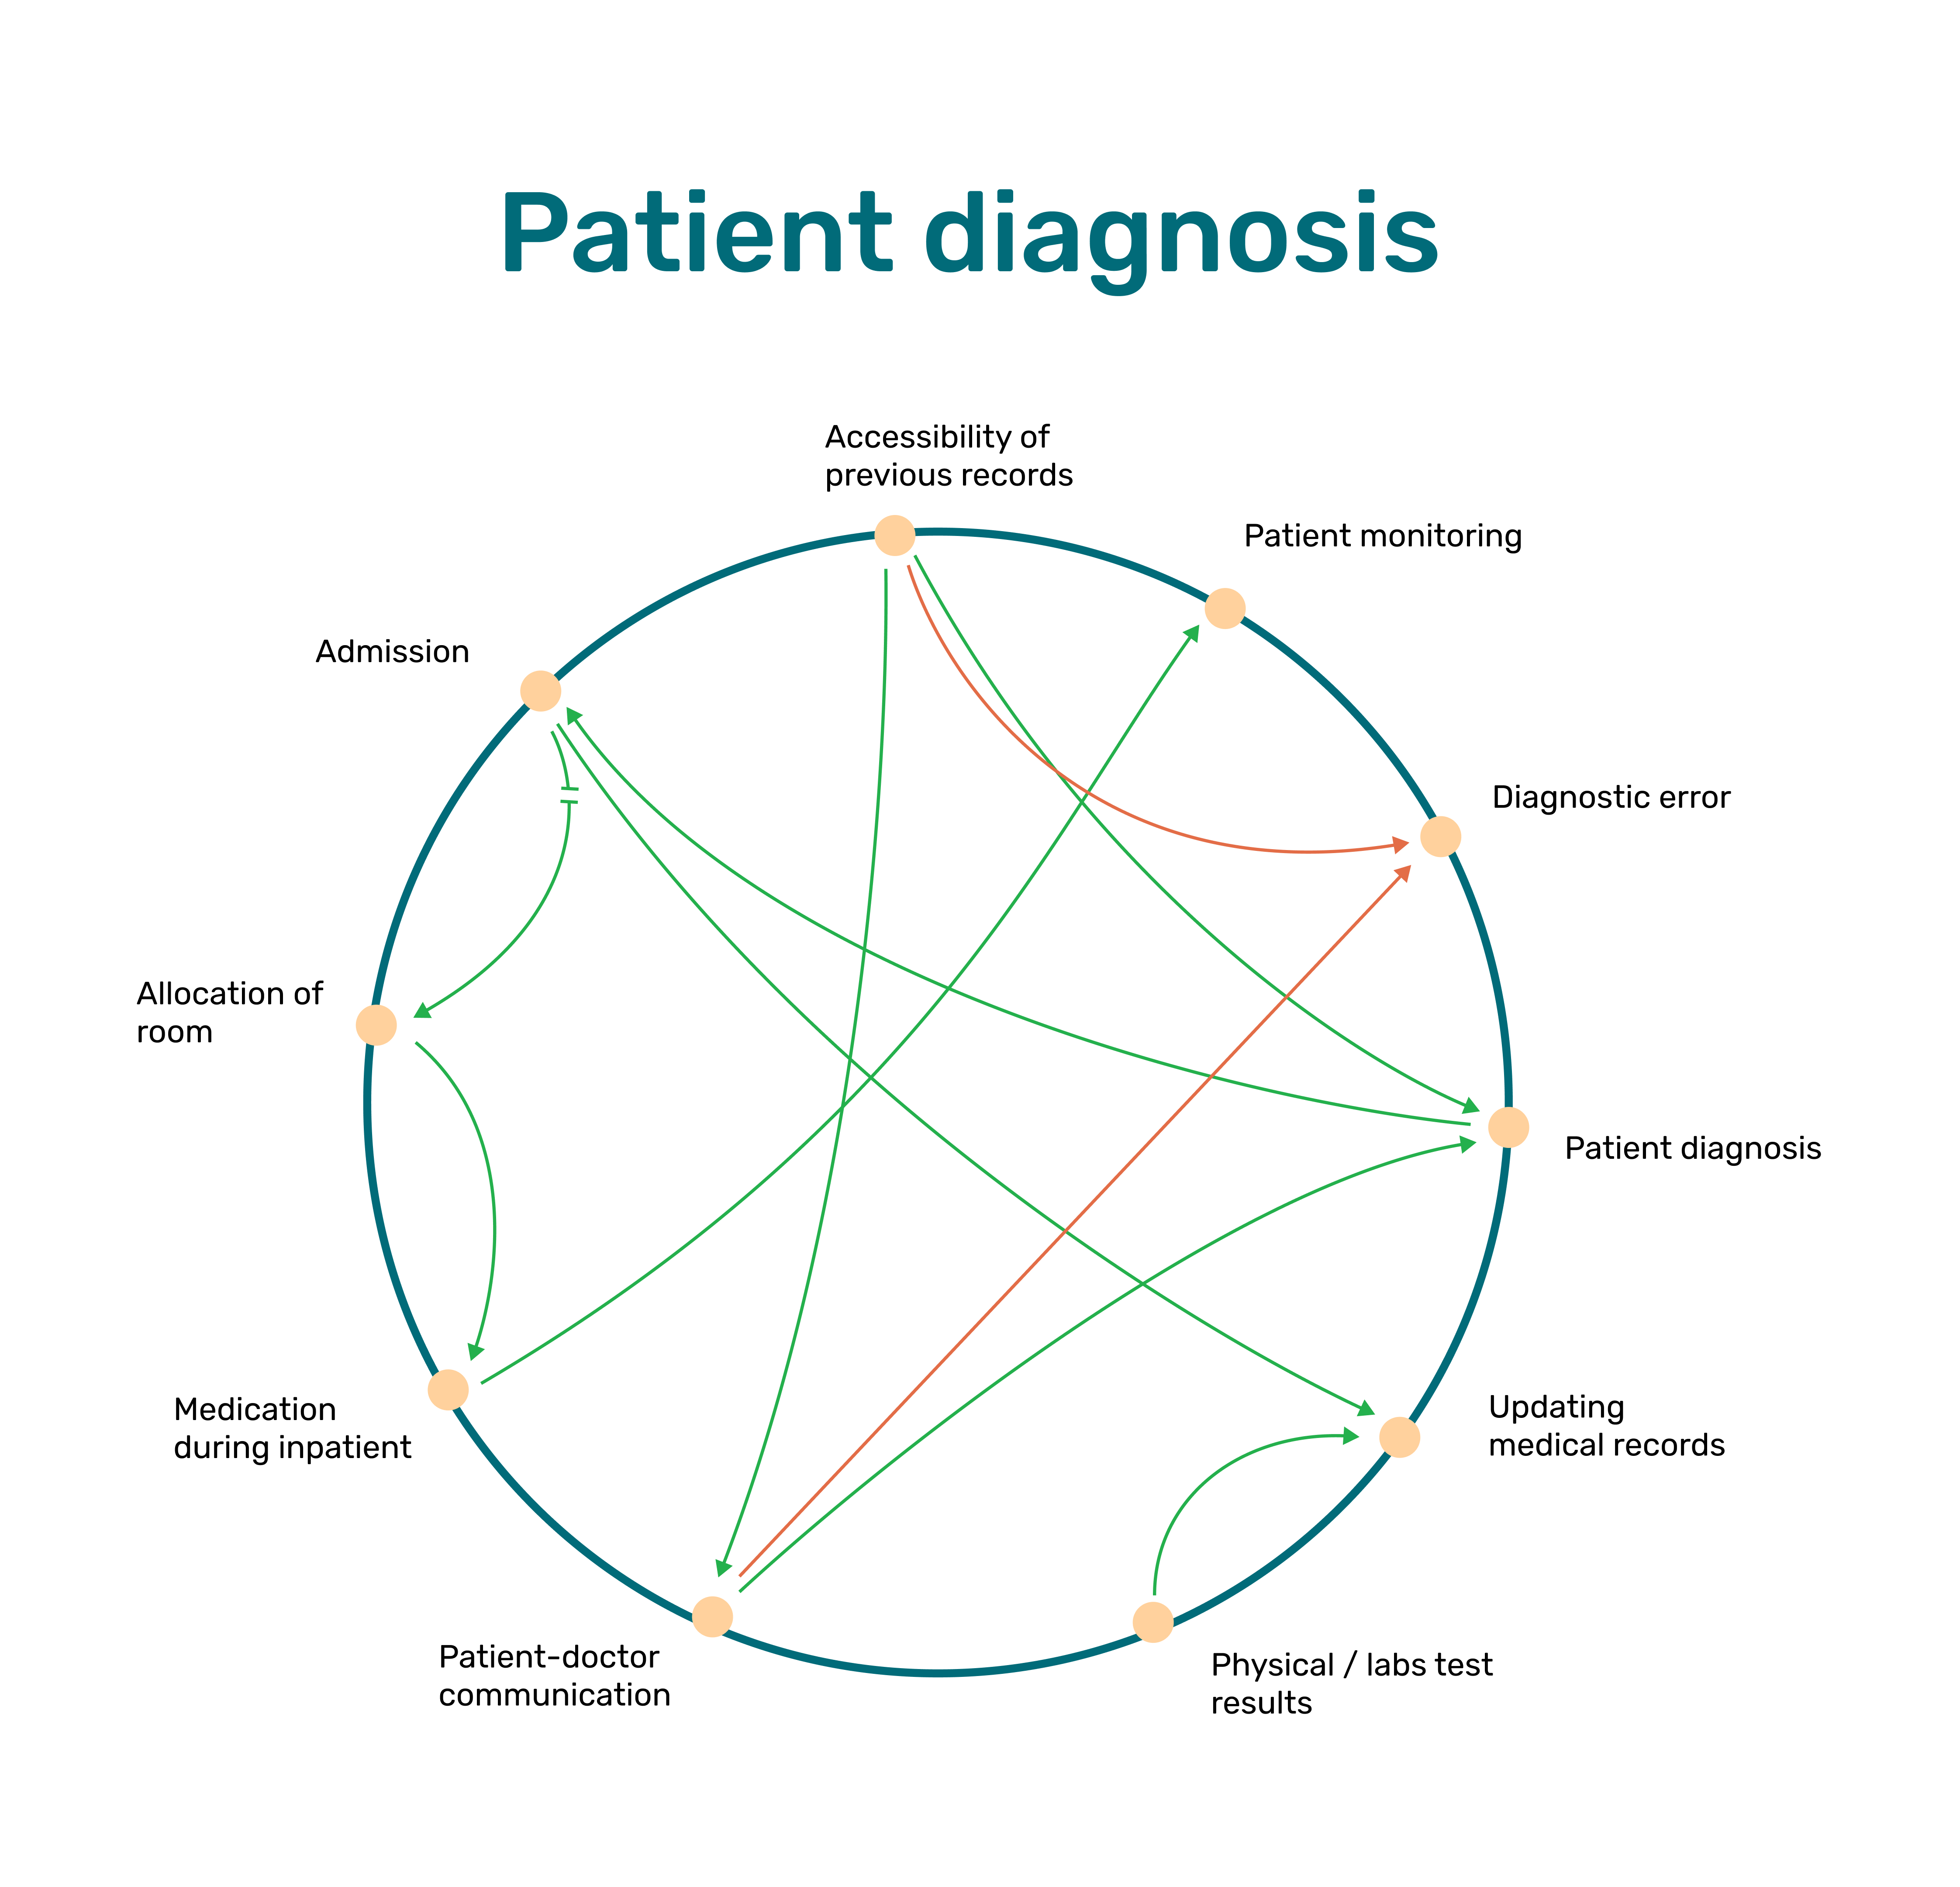 Patient diagnosis
Accessibility of
previous records
Patient monitoring
Admission
Diagnostic error
Allocation of
room
Patient diagnosis
Medication
during inpatient
Updating
medical records
Patient-doctor
communication
Physical / labs test
results